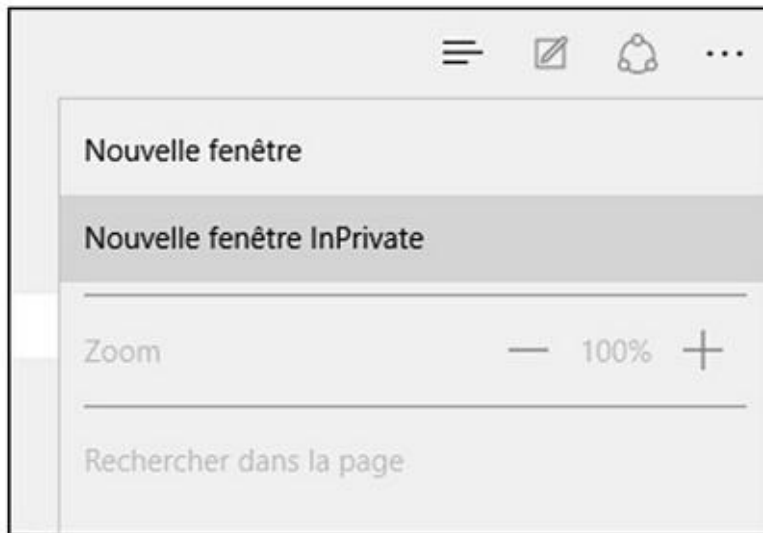 Nouvelle fenêtre
Nouvelle fenêtre InPrivate
Zoom 100%
Rechercher dans la page